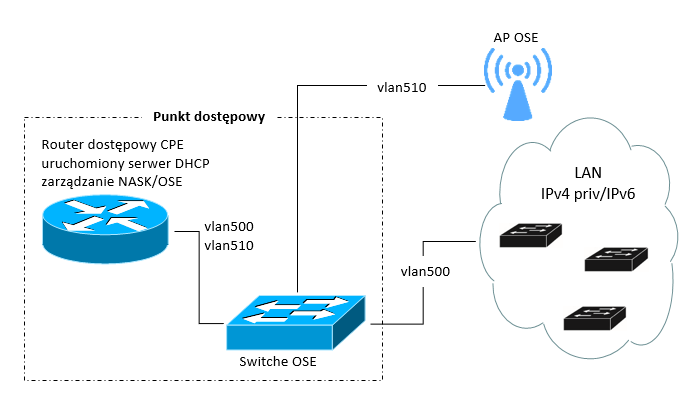 AP OSE
vlan510
Punkt dostępowy
Router dostępowy CPE
uruchomiony serwer DHCP
zarządzanie NASK/OSE
LAN
IPv4 priv/IPv6
vlan500
vlan510
vlan500
Switche OSE